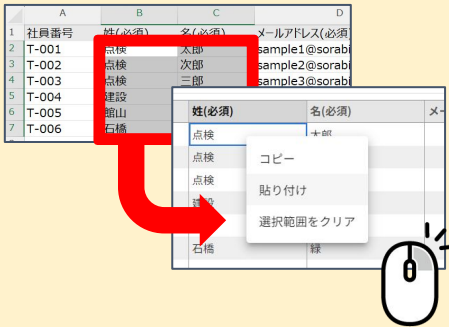 A B C D
1 社員番号 姓(必須) 名(必須) メールアドレス(必須
2 T-001 点検 太郎 sample1@sorabi
3 T-002 点検 次郎 sample2@sorabi
4 T-003 点検 三郎 sample3@sorabi
5 T-004 建設
6 T-005 館山
7 T-006 石橋
姓(必須) 名(必須) メー
点検 太郎
点検
点検
コピー
貼り付け
選択範囲をクリア
石橋 緑